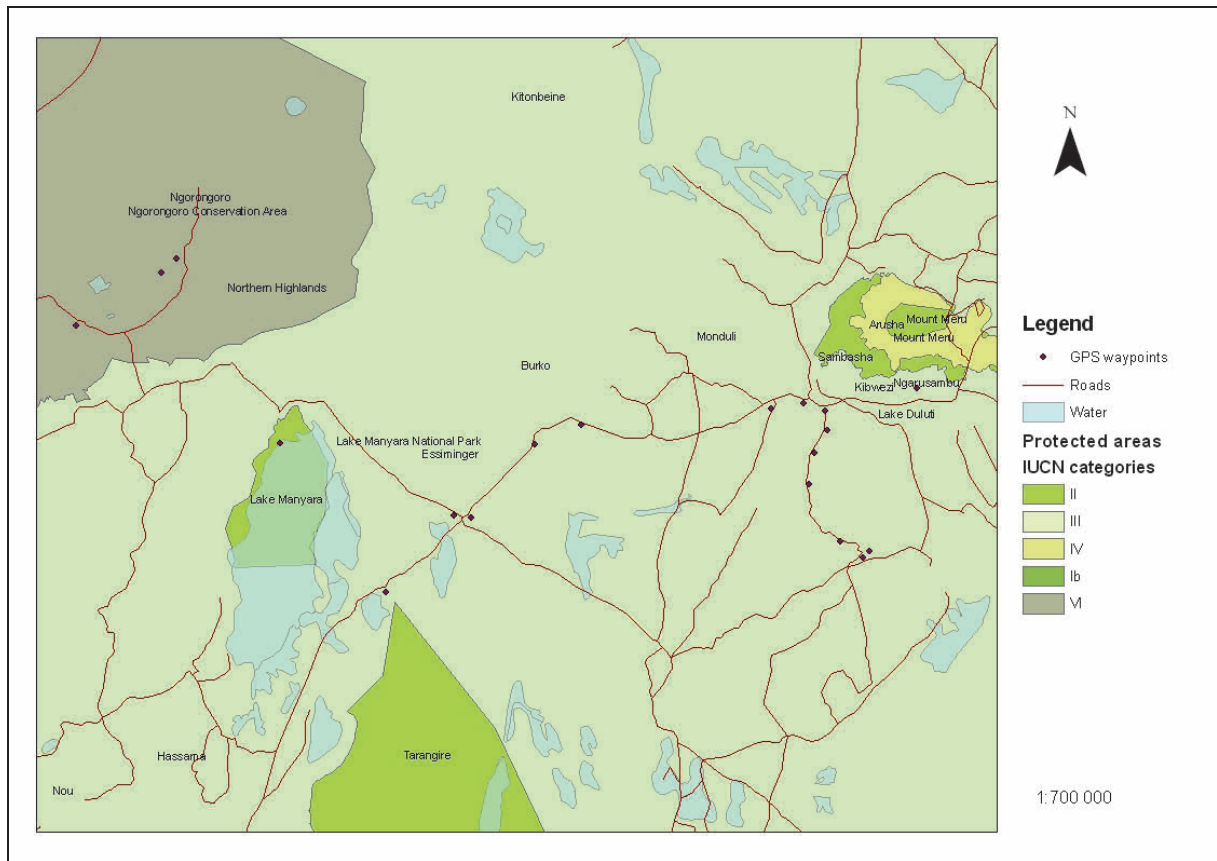 Kitonbeine
Ngorongoro
Ngorongoro Conservation Area
Northern Highlands
Monduli
Burko
Arusha
Mount Meru
Mount Meru
Sambasha
Kibwezi
Ngarusambu
Lake Duluti
Lake Manyara National Park
Essiminger
Lake Manyara
Tarangire
Hassama
Nou
N
Legend
GPS waypoints
Roads
Water
Protected areas
IUCN categories
II
III
IV
Ib
VI
1:700 000